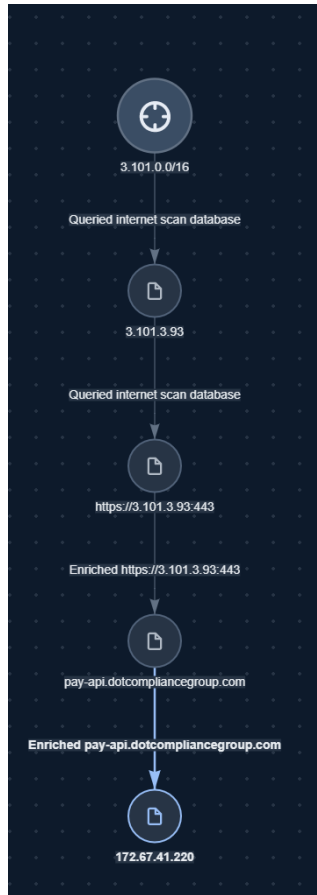 3.101.0.0/16
Queried internet scan database
3.101.3.93
Queried internet scan database
https://3.101.3.93:443
Enriched https://3.101.3.93:443
pay-api.dotcompliancegroup.com
Enriched pay-api.dotcompliancegroup.com
172.67.41.220